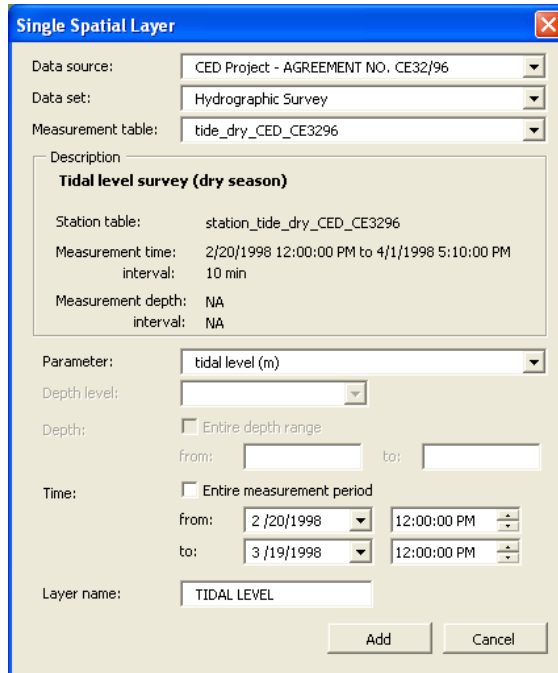 Single Spatial Layer
Data source: CED Project - AGREEMENT NO. CE32/96
Data set: Hydrographic Survey
Measurement table: tide_dry_CED_CE3296
Description
Tidal level survey (dry season)
Station table: station_tide_dry_CED_CE3296
Measurement time: 2/20/1998 12:00:00 PM to 4/1/1998 5:10:00 PM
interval: 10 min
Measurement depth: NA
interval: NA
Parameter: tidal level (m)
Depth level:
Depth: Entire depth range
from: to:
Time: Entire measurement period
from: 2 /20/1998 12:00:00 PM
to: 3 /19/1998 12:00:00 PM
Layer name: TIDAL LEVEL
Add Cancel